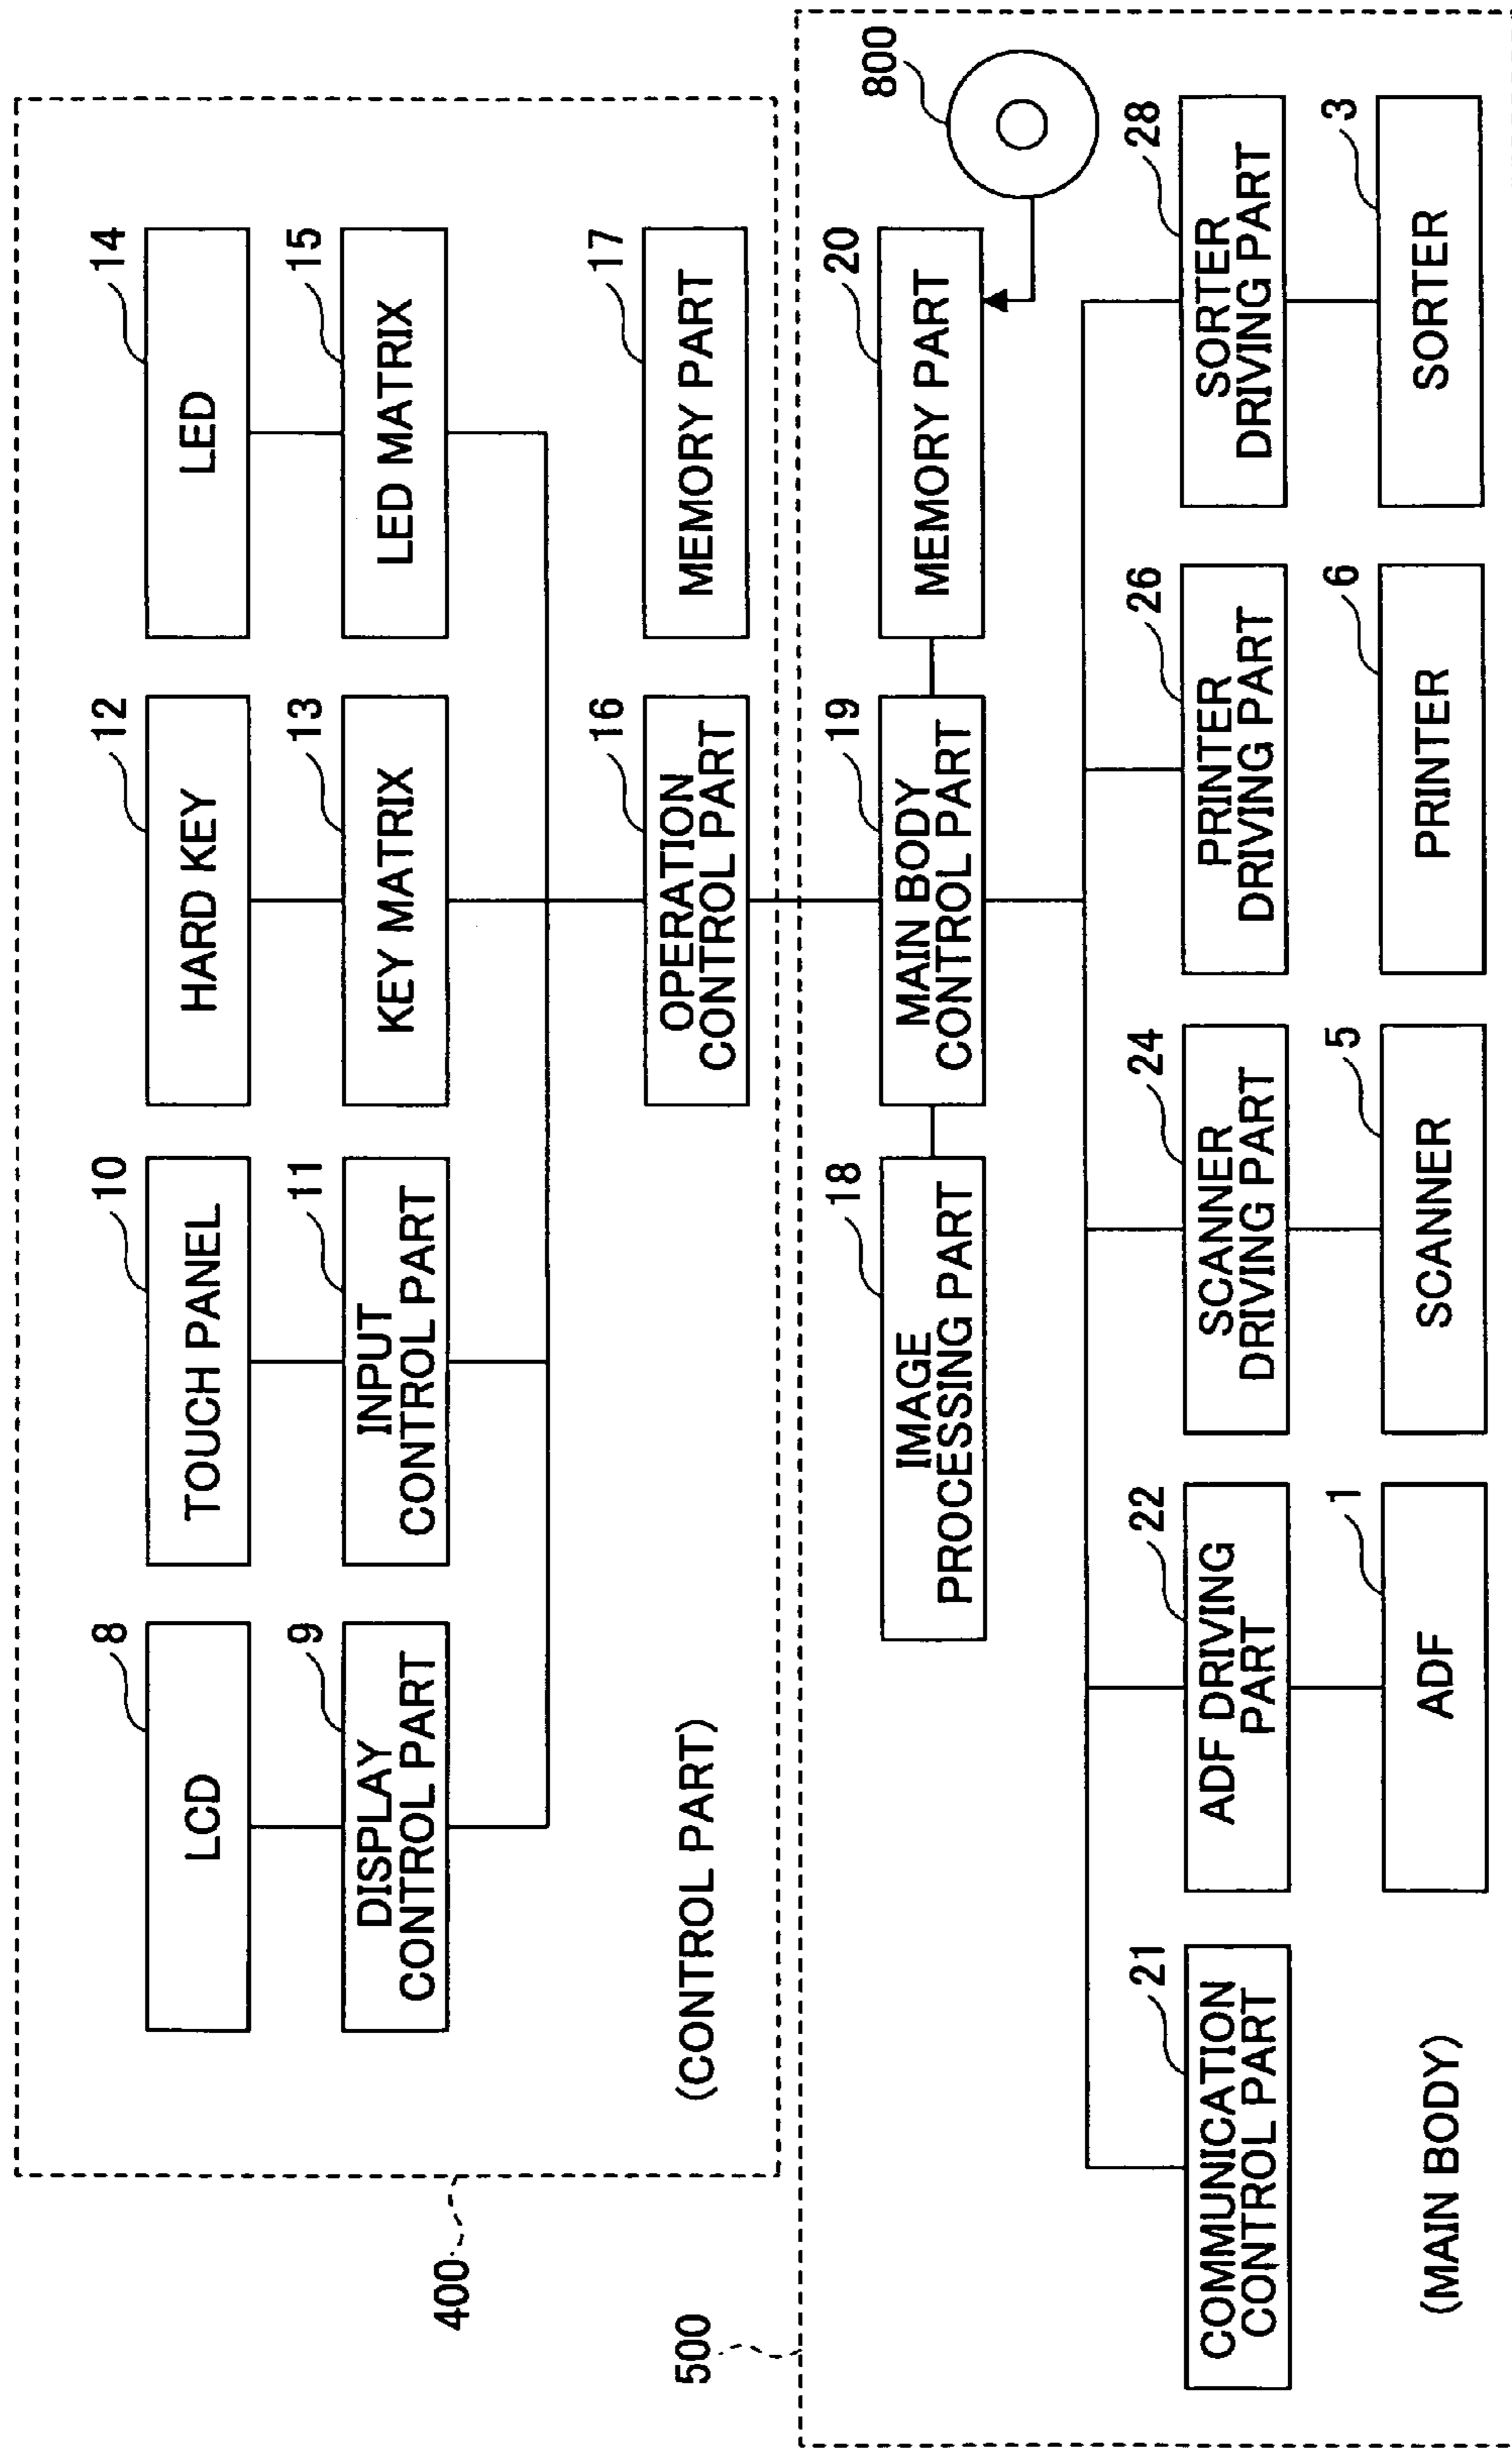 8
LCD
10
TOUCH PANEL
12
HARD KEY
14
LED
9
DISPLAY
CONTROL PART
11
INPUT
CONTROL PART
13
KEY MATRIX
15
LED MATRIX
400
(CONTROL PART)
16
OPERATION
CONTROL PART
17
MEMORY PART
500
18
IMAGE
PROCESSING PART
19
MAIN BODY
CONTROL PART
20
MEMORY PART
800
21
COMMUNICATION
CONTROL PART
22
ADF DRIVING
PART
24
SCANNER
DRIVING PART
26
PRINTER
DRIVING PART
28
SORTER
DRIVING PART
(MAIN BODY)
1
ADF
5
SCANNER
6
PRINTER
3
SORTER